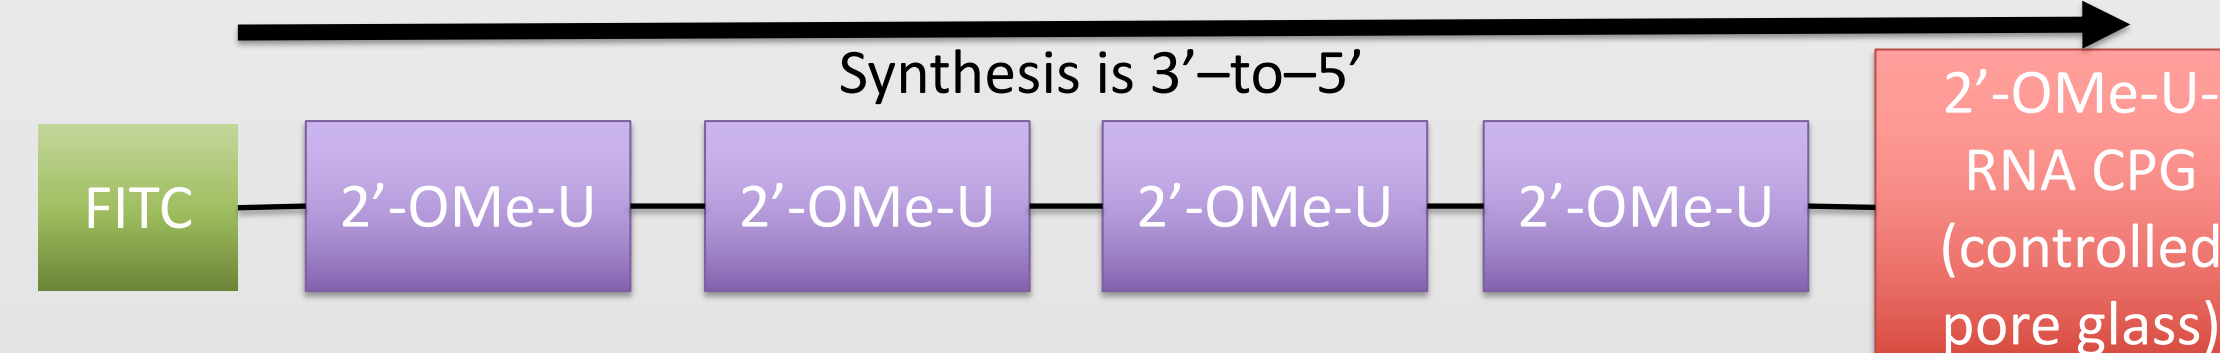 Synthesis is 3’–to–5’
FITC
2’-OMe-U
2’-OMe-U
2’-OMe-U
2’-OMe-U
2’-OMe-U-
RNA CPG
(controlled
pore glass)